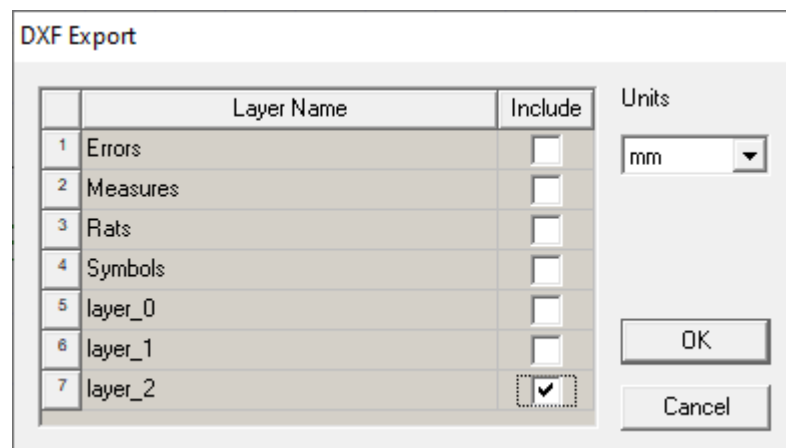 DXF Export
Layer Name Include
1 Errors
2 Measures
3 Rats
4 Symbols
5 layer_0
6 layer_1
7 layer_2
Units
mm
OK
Cancel